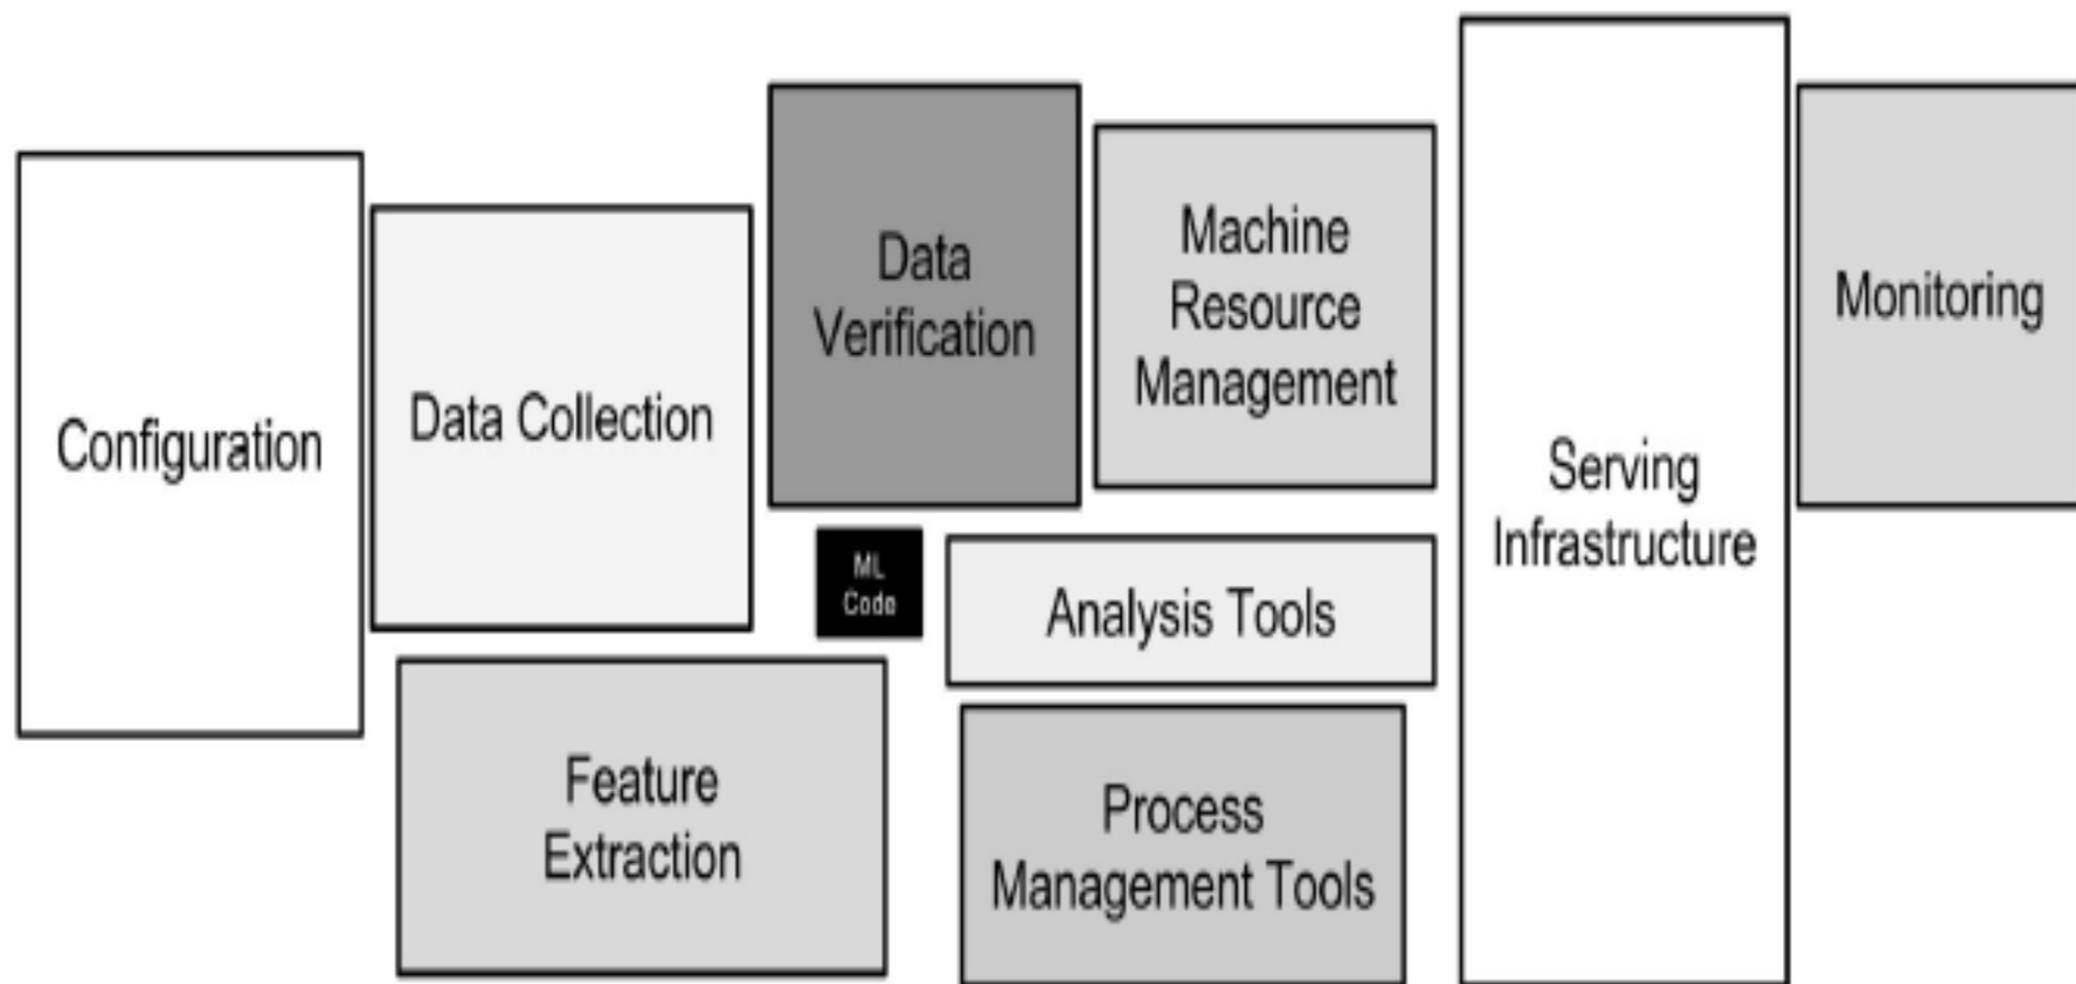 Configuration
Data Collection
Data
Verification
Machine
Resource
Management
Serving
Infrastructure
Monitoring
ML
Code
Analysis Tools
Feature
Extraction
Process
Management Tools